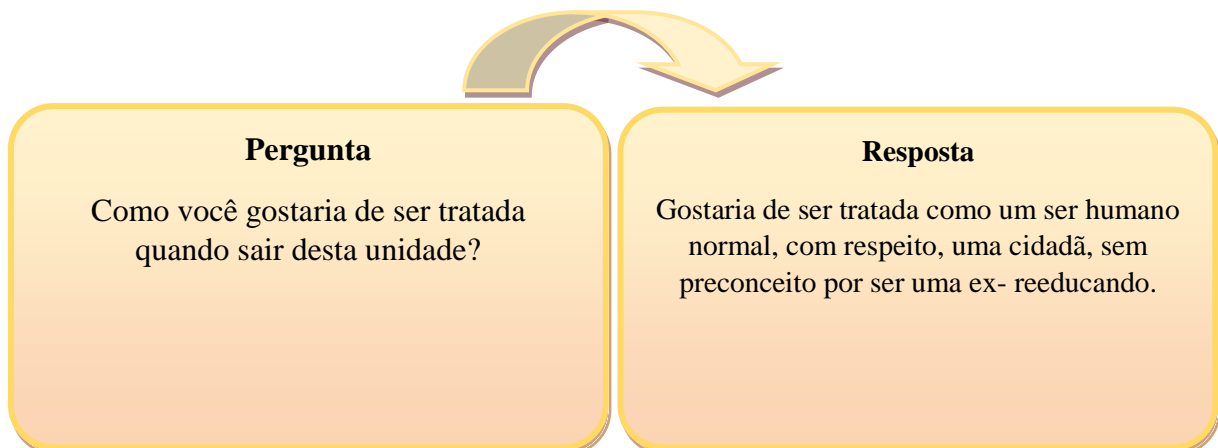 Pergunta
Como você gostaria de ser tratada
quando sair desta unidade?
Resposta
Gostaria de ser tratada como um ser humano
normal, com respeito, uma cidadã, sem
preconceito por ser uma ex- reeducando.